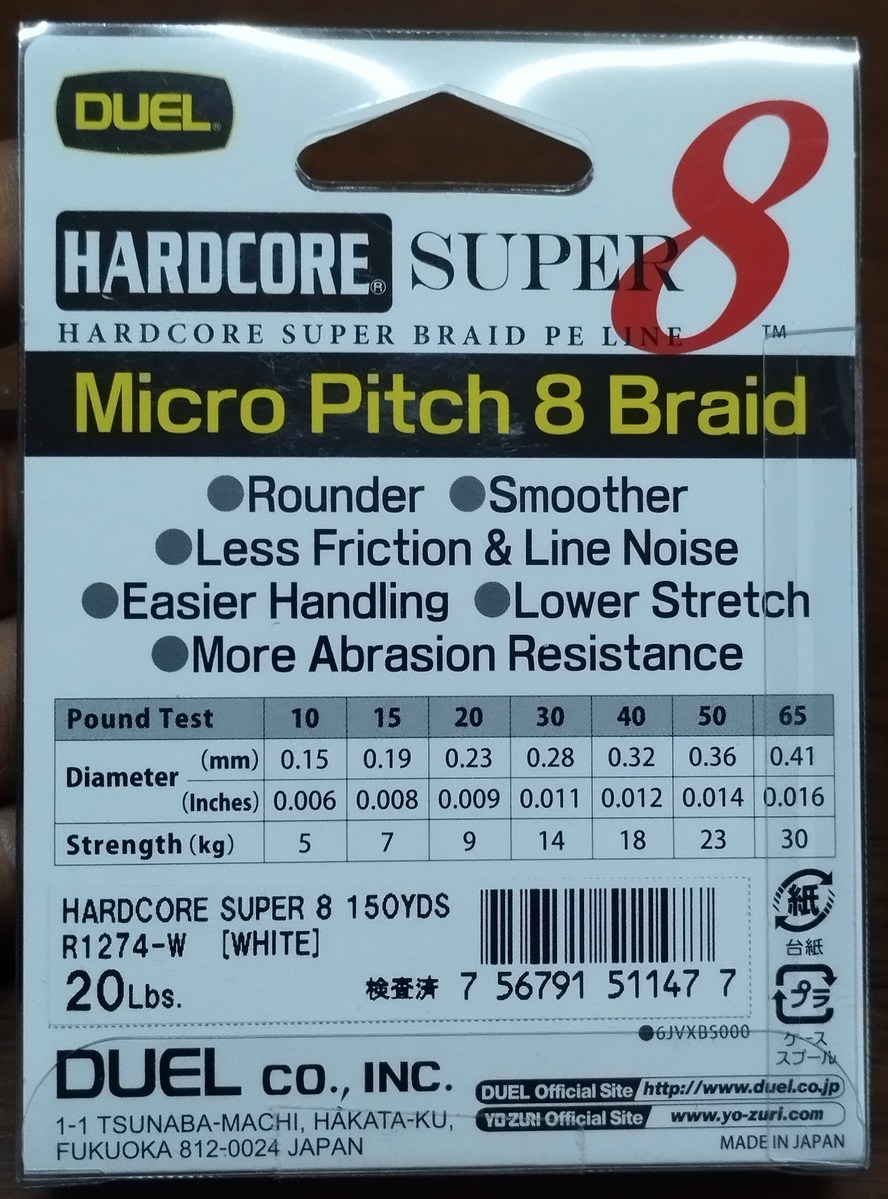 DUEL®
HARDCORE® SUPER 8™
HARDCORE SUPER BRAID PE LINE
Micro Pitch 8 Braid
●Rounder ●Smoother
●Less Friction & Line Noise
●Easier Handling ●Lower Stretch
●More Abrasion Resistance
Pound Test 10 15 20 30 40 50 65
Diameter (mm) 0.15 0.19 0.23 0.28 0.32 0.36 0.41
(Inches) 0.006 0.008 0.009 0.011 0.012 0.014 0.016
Strength (kg) 5 7 9 14 18 23 30
HARDCORE SUPER 8 150YDS
R1274-W [WHITE]
20Lbs. 検査済 7 56791 51147 7
紙
台紙
プラ
ケース
スプール
●6JVXBS000
DUEL CO., INC.
1-1 TSUNABA-MACHI, HAKATA-KU,
FUKUOKA 812-0024 JAPAN
DUEL Official Site http://www.duel.co.jp
YO-ZURI Official Site www.yo-zuri.com
MADE IN JAPAN